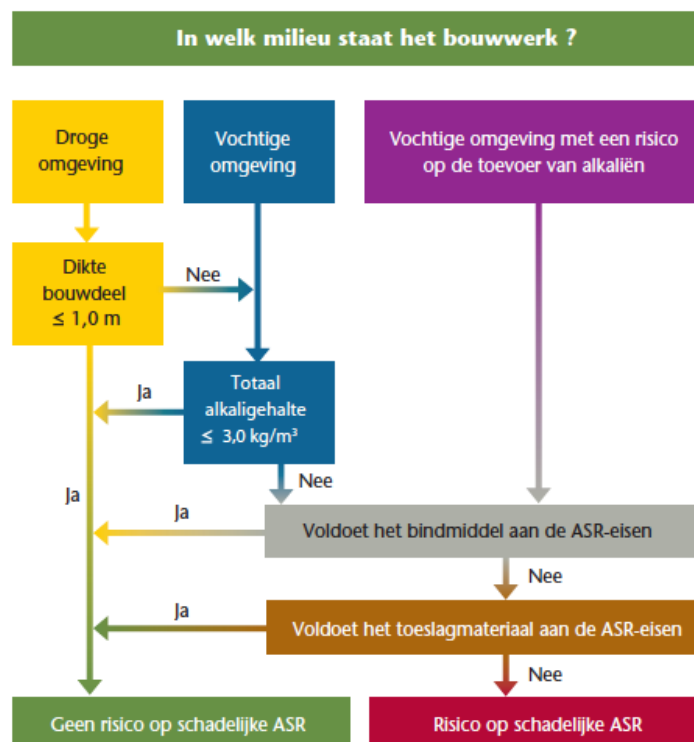 In welk milieu staat het bouwwerk ?
Droge
omgeving
Vochtige
omgeving
Vochtige omgeving met een risico
op de toevoer van alkaliën
Dikte
bouwdeel
≤ 1,0 m
Nee
Totaal
alkaligehalte
≤ 3,0 kg/m³
Ja
Nee
Ja
Ja
Voldoet het bindmiddel aan de ASR-eisen
Nee
Ja
Voldoet het toeslagmateriaal aan de ASR-eisen
Nee
Geen risico op schadelijke ASR
Risico op schadelijke ASR